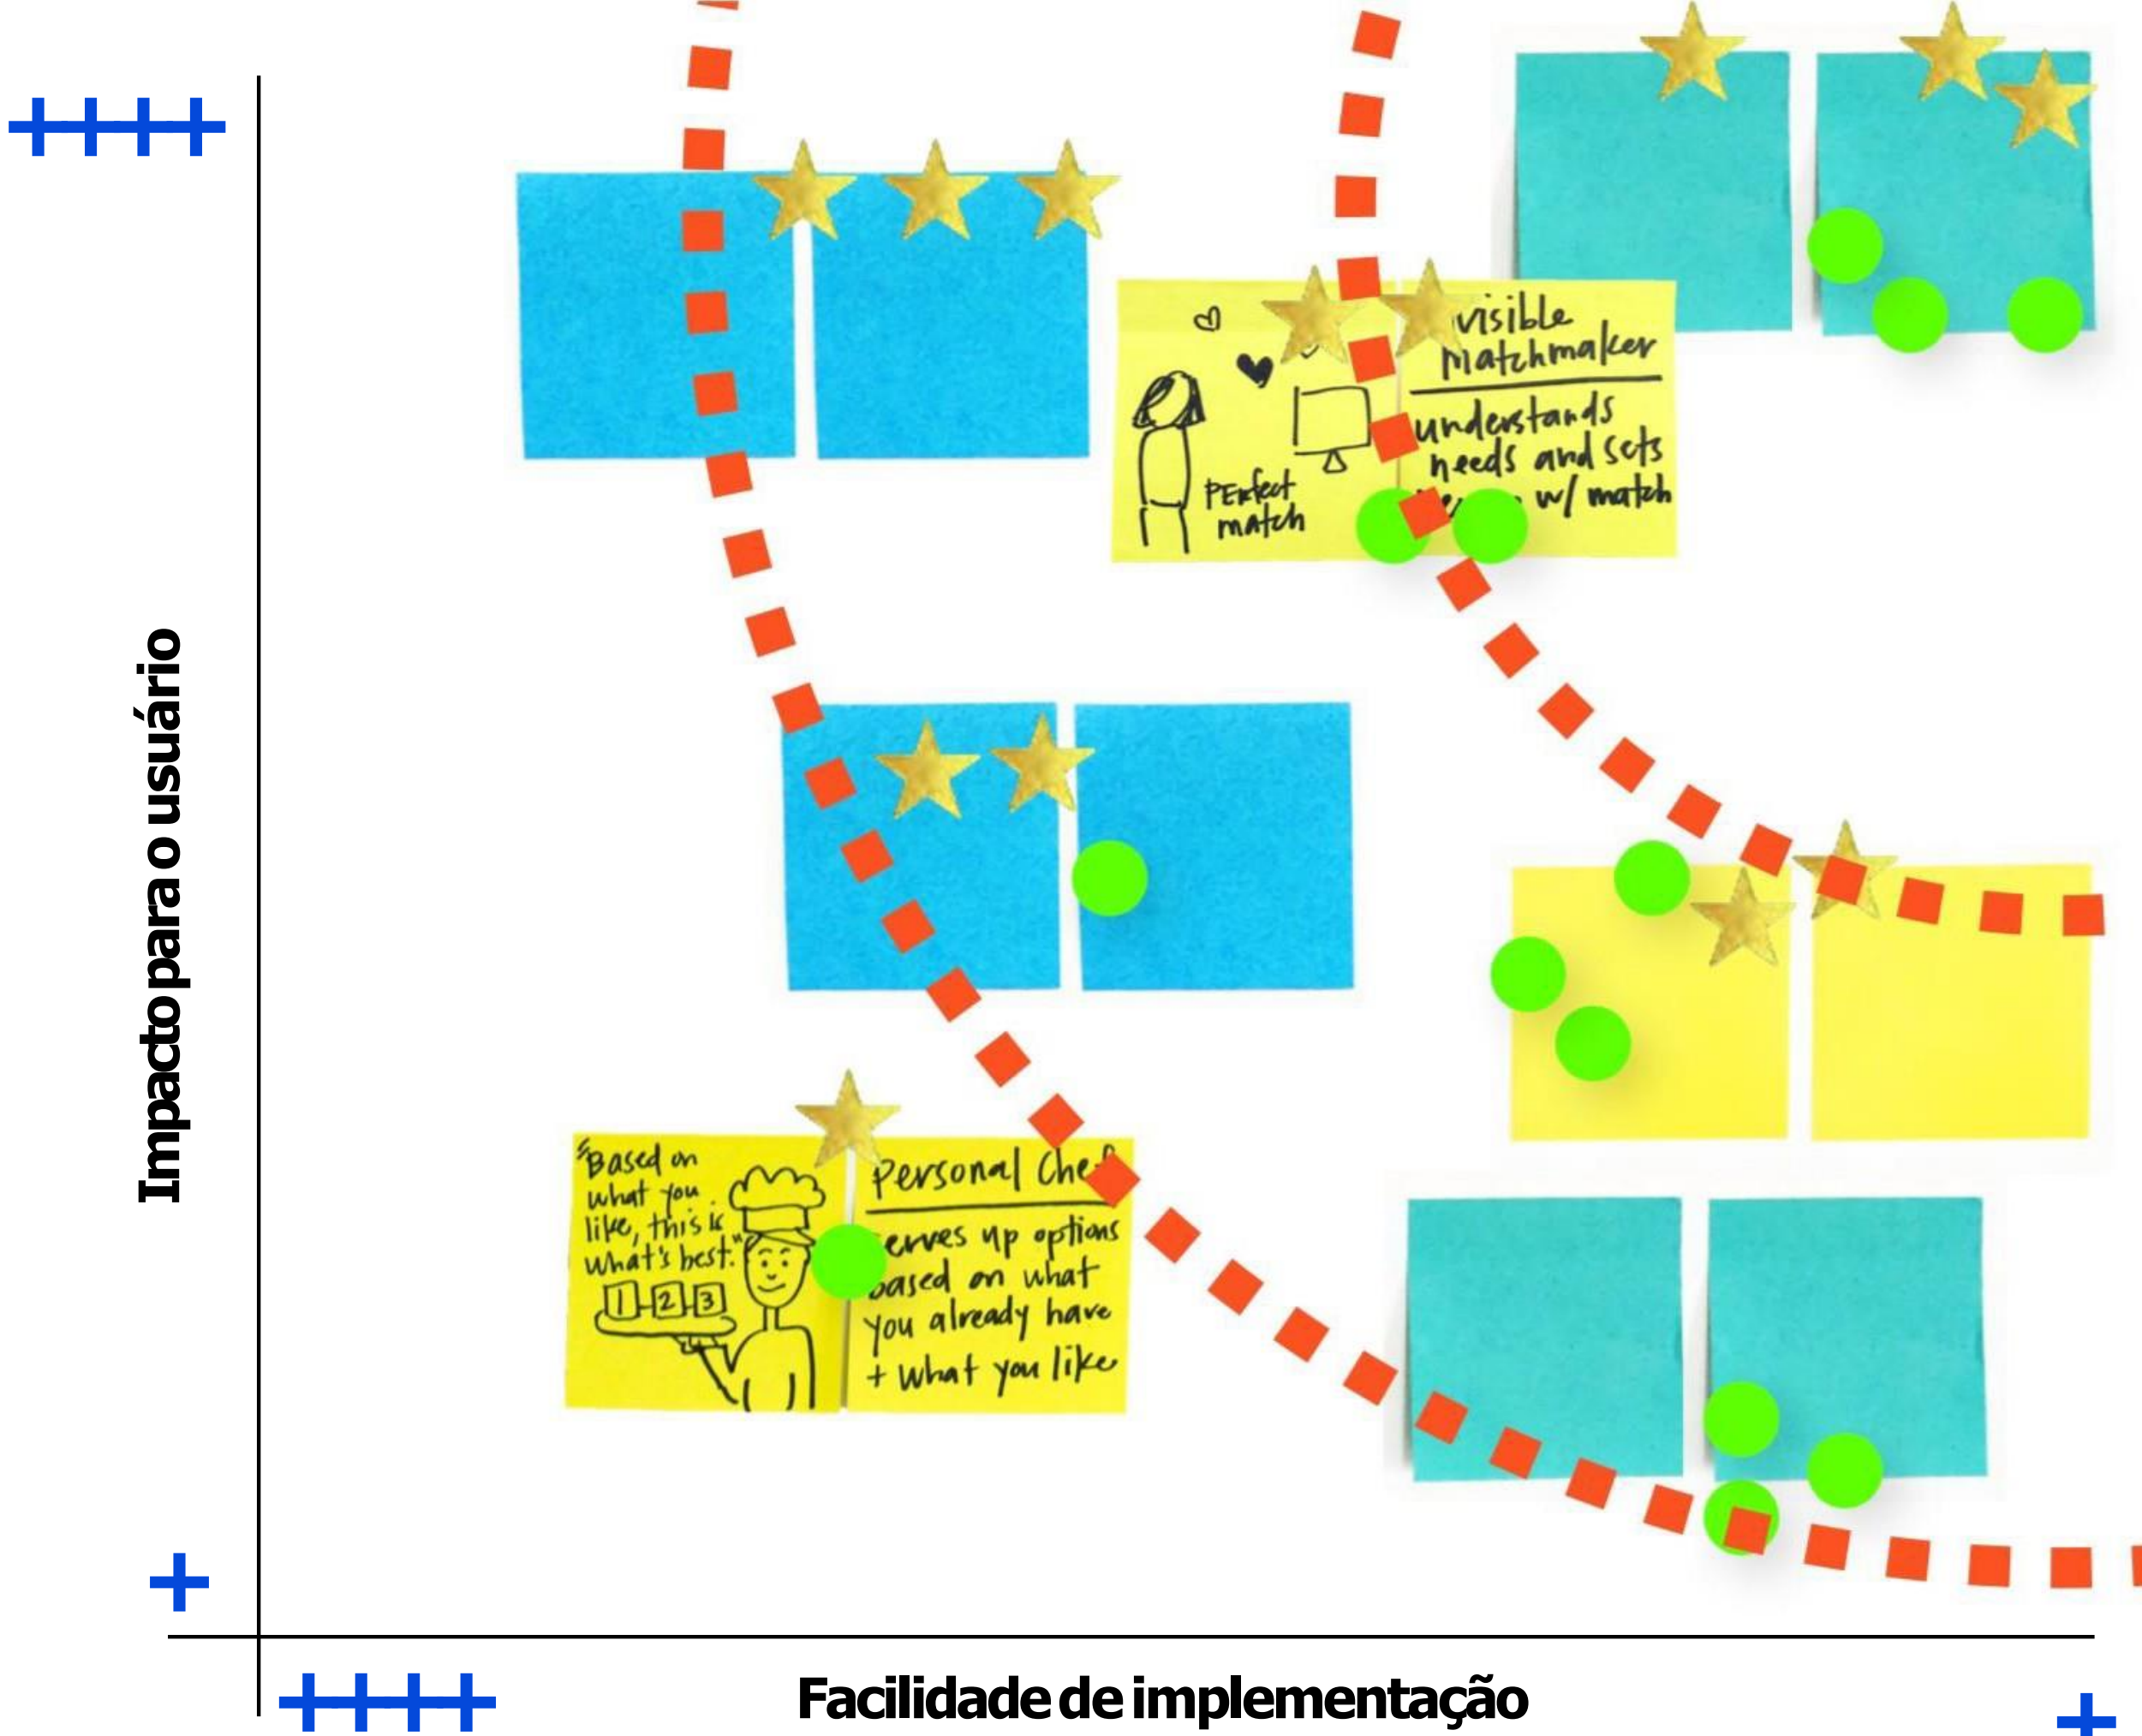 ++++
visible
matchmaker
understands
needs and sets
w/ match
PErfect
match
Impacto para o usuário
"Based on
what you
like, this is
what's best."
1 2 3
Personal Chef
serves up options
based on what
you already have
+ what you like
+
++++
Facilidade de implementação
+